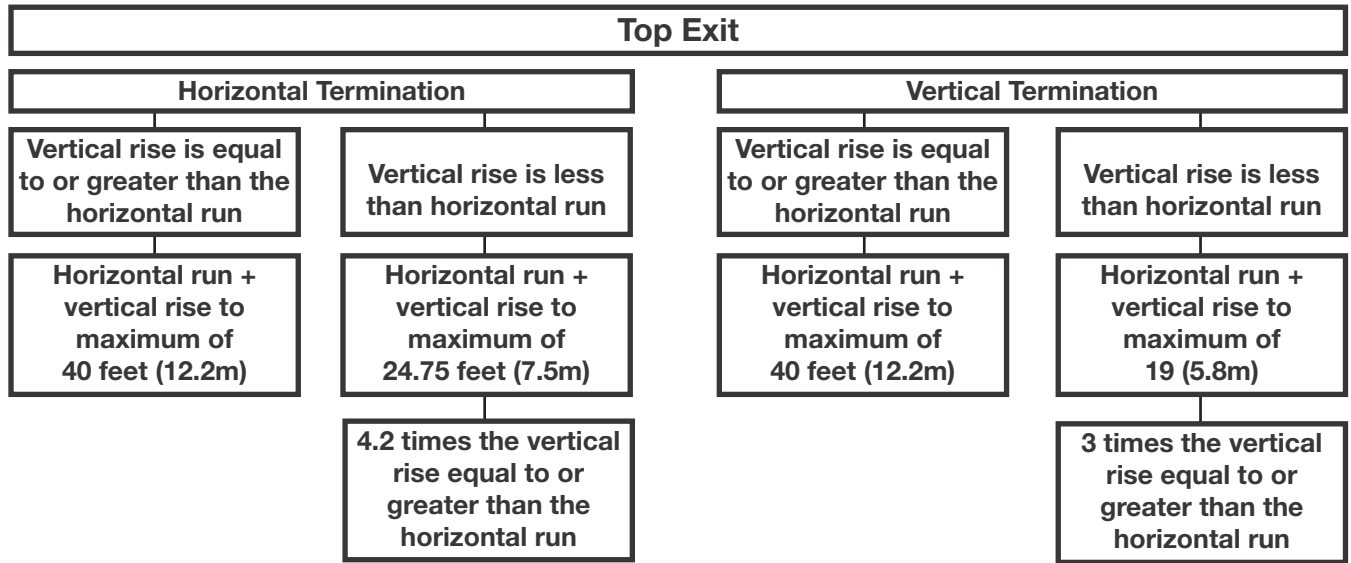 Top Exit
Horizontal Termination
Vertical rise is equal
to or greater than the
horizontal run
Horizontal run +
vertical rise to
maximum of
40 feet (12.2m)
Vertical rise is less
than horizontal run
Horizontal run +
vertical rise to
maximum of
24.75 feet (7.5m)
4.2 times the vertical
rise equal to or
greater than the
horizontal run
Vertical Termination
Vertical rise is equal
to or greater than the
horizontal run
Horizontal run +
vertical rise to
maximum of
40 feet (12.2m)
Vertical rise is less
than horizontal run
Horizontal run +
vertical rise to
maximum of
19 (5.8m)
3 times the vertical
rise equal to or
greater than the
horizontal run